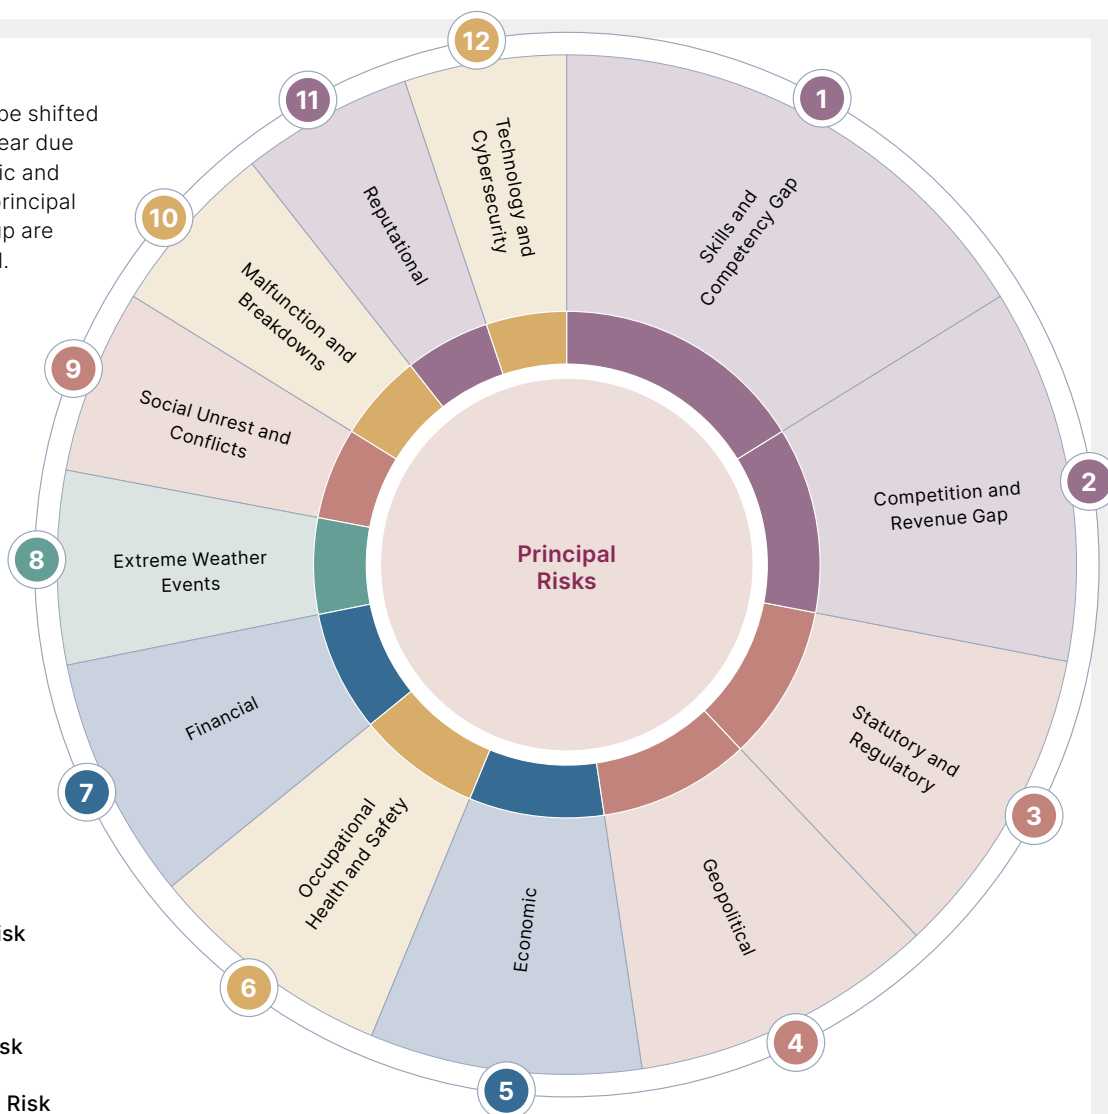 be shifted
ear due
ic and
principal
up are
12
Technology and
Cybersecurity
1
Skills and
Competency Gap
2
Competition and
Revenue Gap
3
Statutory and
Regulatory
4
Geopolitical
5
Economic
6
Occupational
Health and Safety
7
Financial
8
Extreme Weather
Events
9
Social Unrest and
Conflicts
10
Malfunction and
Breakdowns
11
Reputational
Principal
Risks
isk
sk
Risk